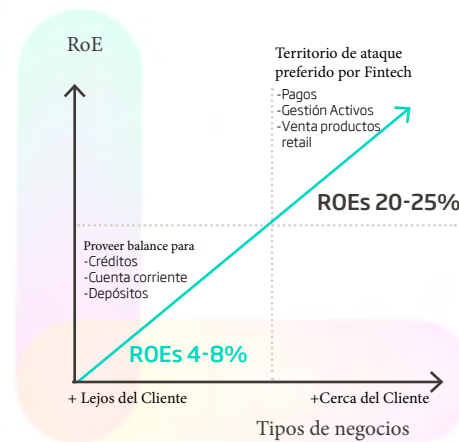 RoE
Territorio de ataque
preferido por Fintech
-Pagos
-Gestión Activos
-Venta productos
retail
ROEs 20-25%
Proveer balance para
-Créditos
-Cuenta corriente
-Depósitos
ROEs 4-8%
+ Lejos del Cliente
+Cerca del Cliente
Tipos de negocios